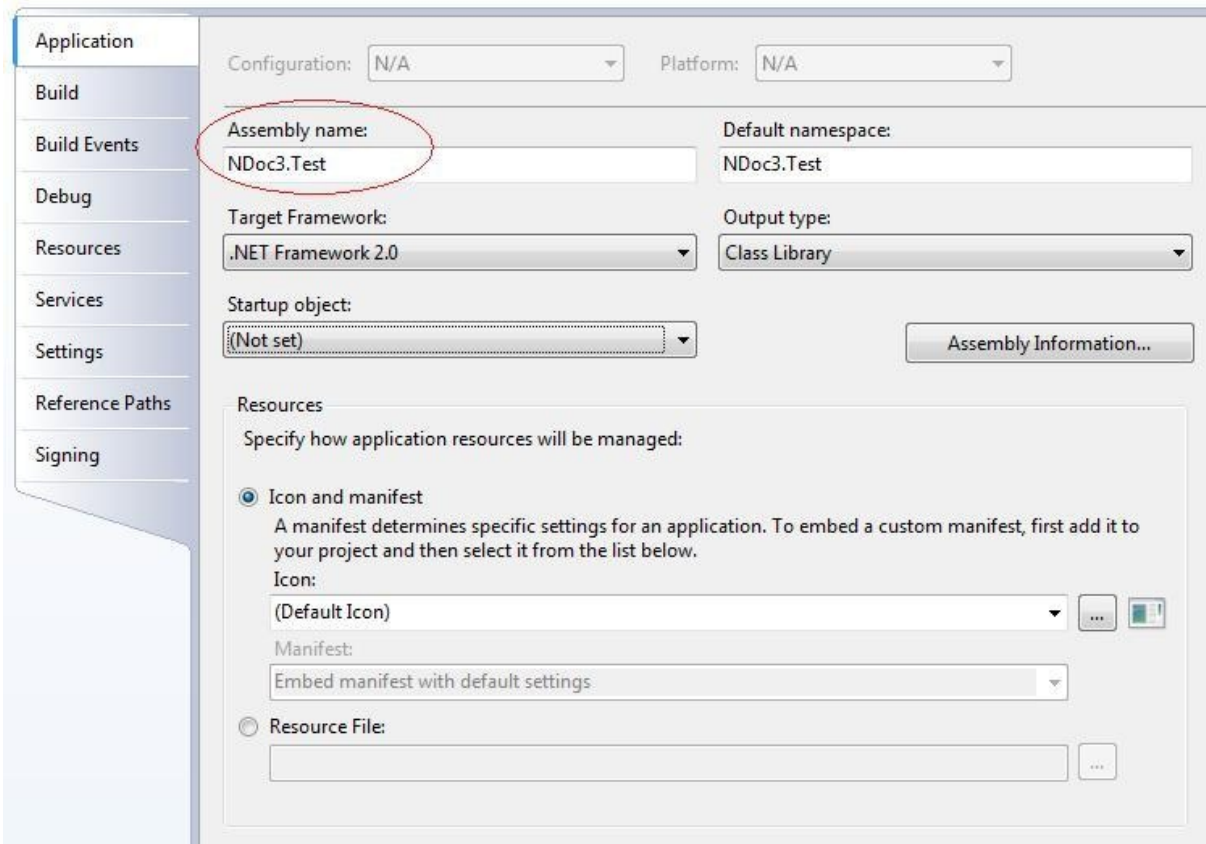 Application
Build
Build Events
Debug
Resources
Services
Settings
Reference Paths
Signing
Configuration: N/A Platform: N/A
Assembly name: Default namespace:
NDoc3.Test NDoc3.Test
Target Framework: Output type:
.NET Framework 2.0 Class Library
Startup object:
(Not set) Assembly Information...
Resources
Specify how application resources will be managed:
Icon and manifest
A manifest determines specific settings for an application. To embed a custom manifest, first add it to
your project and then select it from the list below.
Icon:
(Default Icon) ...
Manifest:
Embed manifest with default settings
Resource File:
...